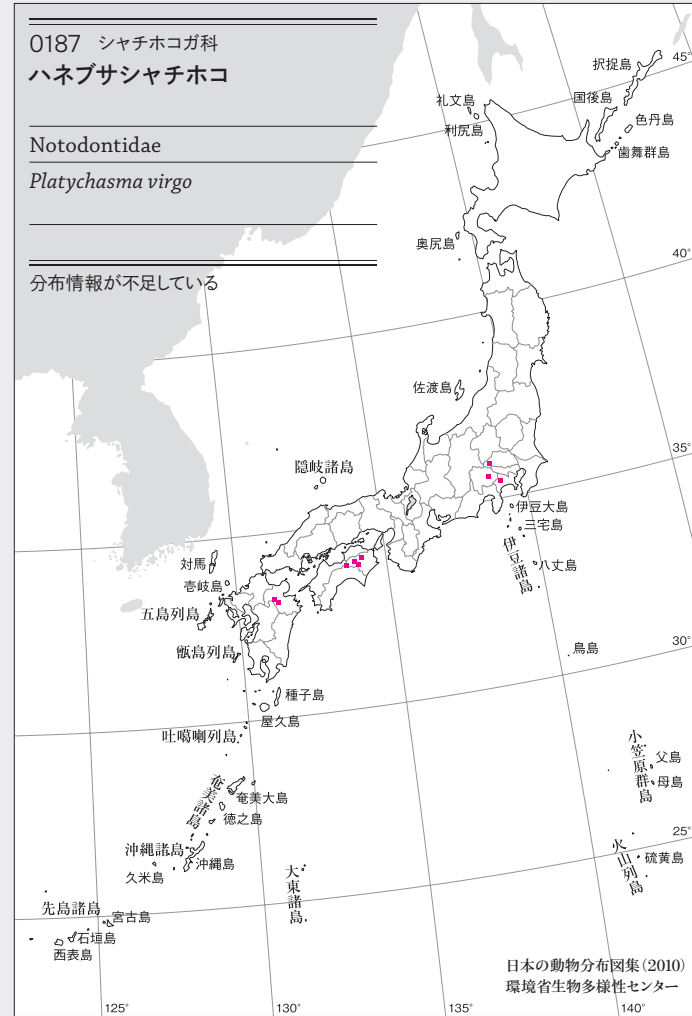 0187 シャチホコガ科
ハネブサシャチホコ
Notodontidae
Platychasma virgo
分布情報が不足している
45°
択捉島
国後島
礼文島
色丹島
利尻島
歯舞群島
奥尻島
40°
佐渡島
35°
隠岐諸島
伊豆大島
三宅島
伊豆諸島
八丈島
対馬
壱岐島
五島列島
甑島列島
30°
鳥島
種子島
屋久島
吐噶喇列島
小笠原群島
父島
母島
奄美諸島
奄美大島
徳之島
25°
沖縄諸島
沖縄島
久米島
火山列島
硫黄島
大東諸島
先島諸島
宮古島
石垣島
西表島
日本の動物分布図集(2010)
環境省生物多様性センター
125°
130°
135°
140°